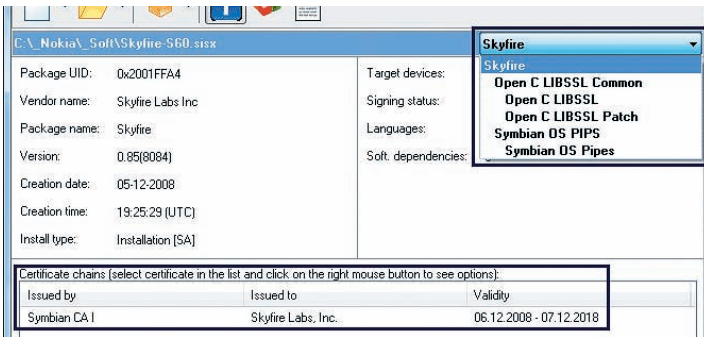 C:\_Nokia\_Soft\Skyfire-S60.sisx
Skyfire
Skyfire
Open C LIBSSL Common
Open C LIBSSL
Open C LIBSSL Patch
Symbian OS PIPS
Symbian OS Pipes
Package UID: 0x2001FFA4
Target devices:
Vendor name: Skyfire Labs Inc
Signing status:
Package name: Skyfire
Languages:
Version: 0.85(8084)
Soft. dependencies:
Creation date: 05-12-2008
Creation time: 19:25:29 (UTC)
Install type: Installation [SA]
Certificate chains (select certificate in the list and click on the right mouse button to see options):
Issued by Issued to Validity
Symbian CA I Skyfire Labs, Inc. 06.12.2008 - 07.12.2018